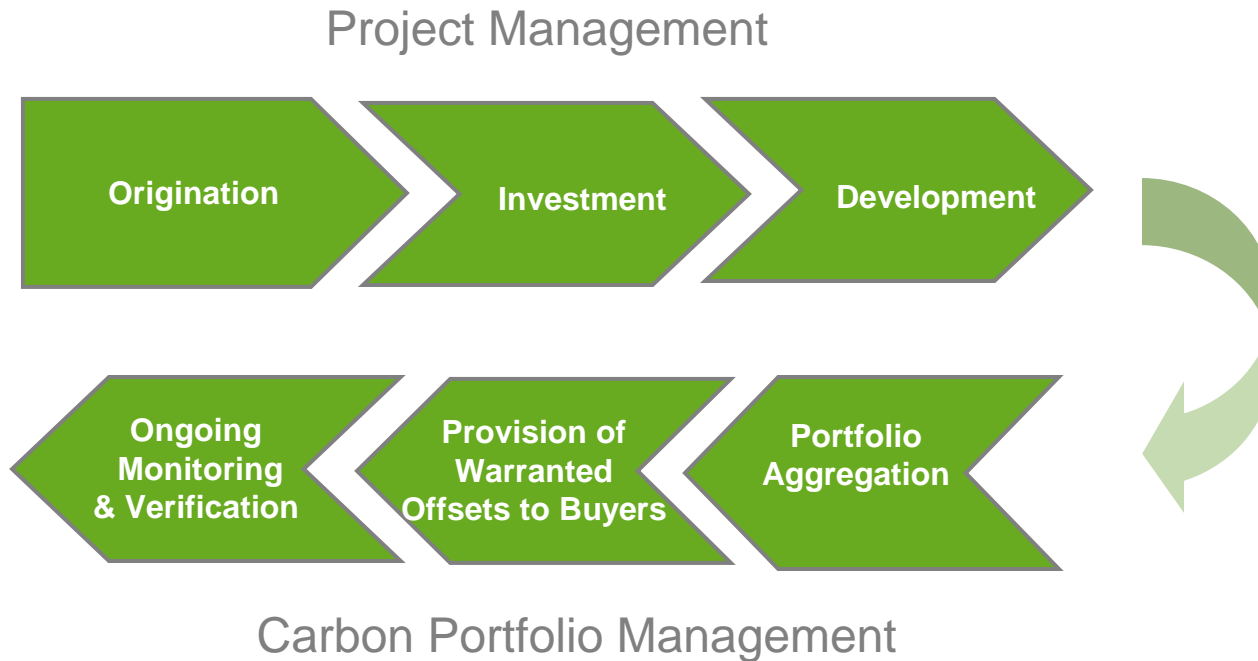 Project Management
Origination
Investment
Development
Portfolio
Aggregation
Provision of
Warranted
Offsets to Buyers
Ongoing
Monitoring
& Verification
Carbon Portfolio Management